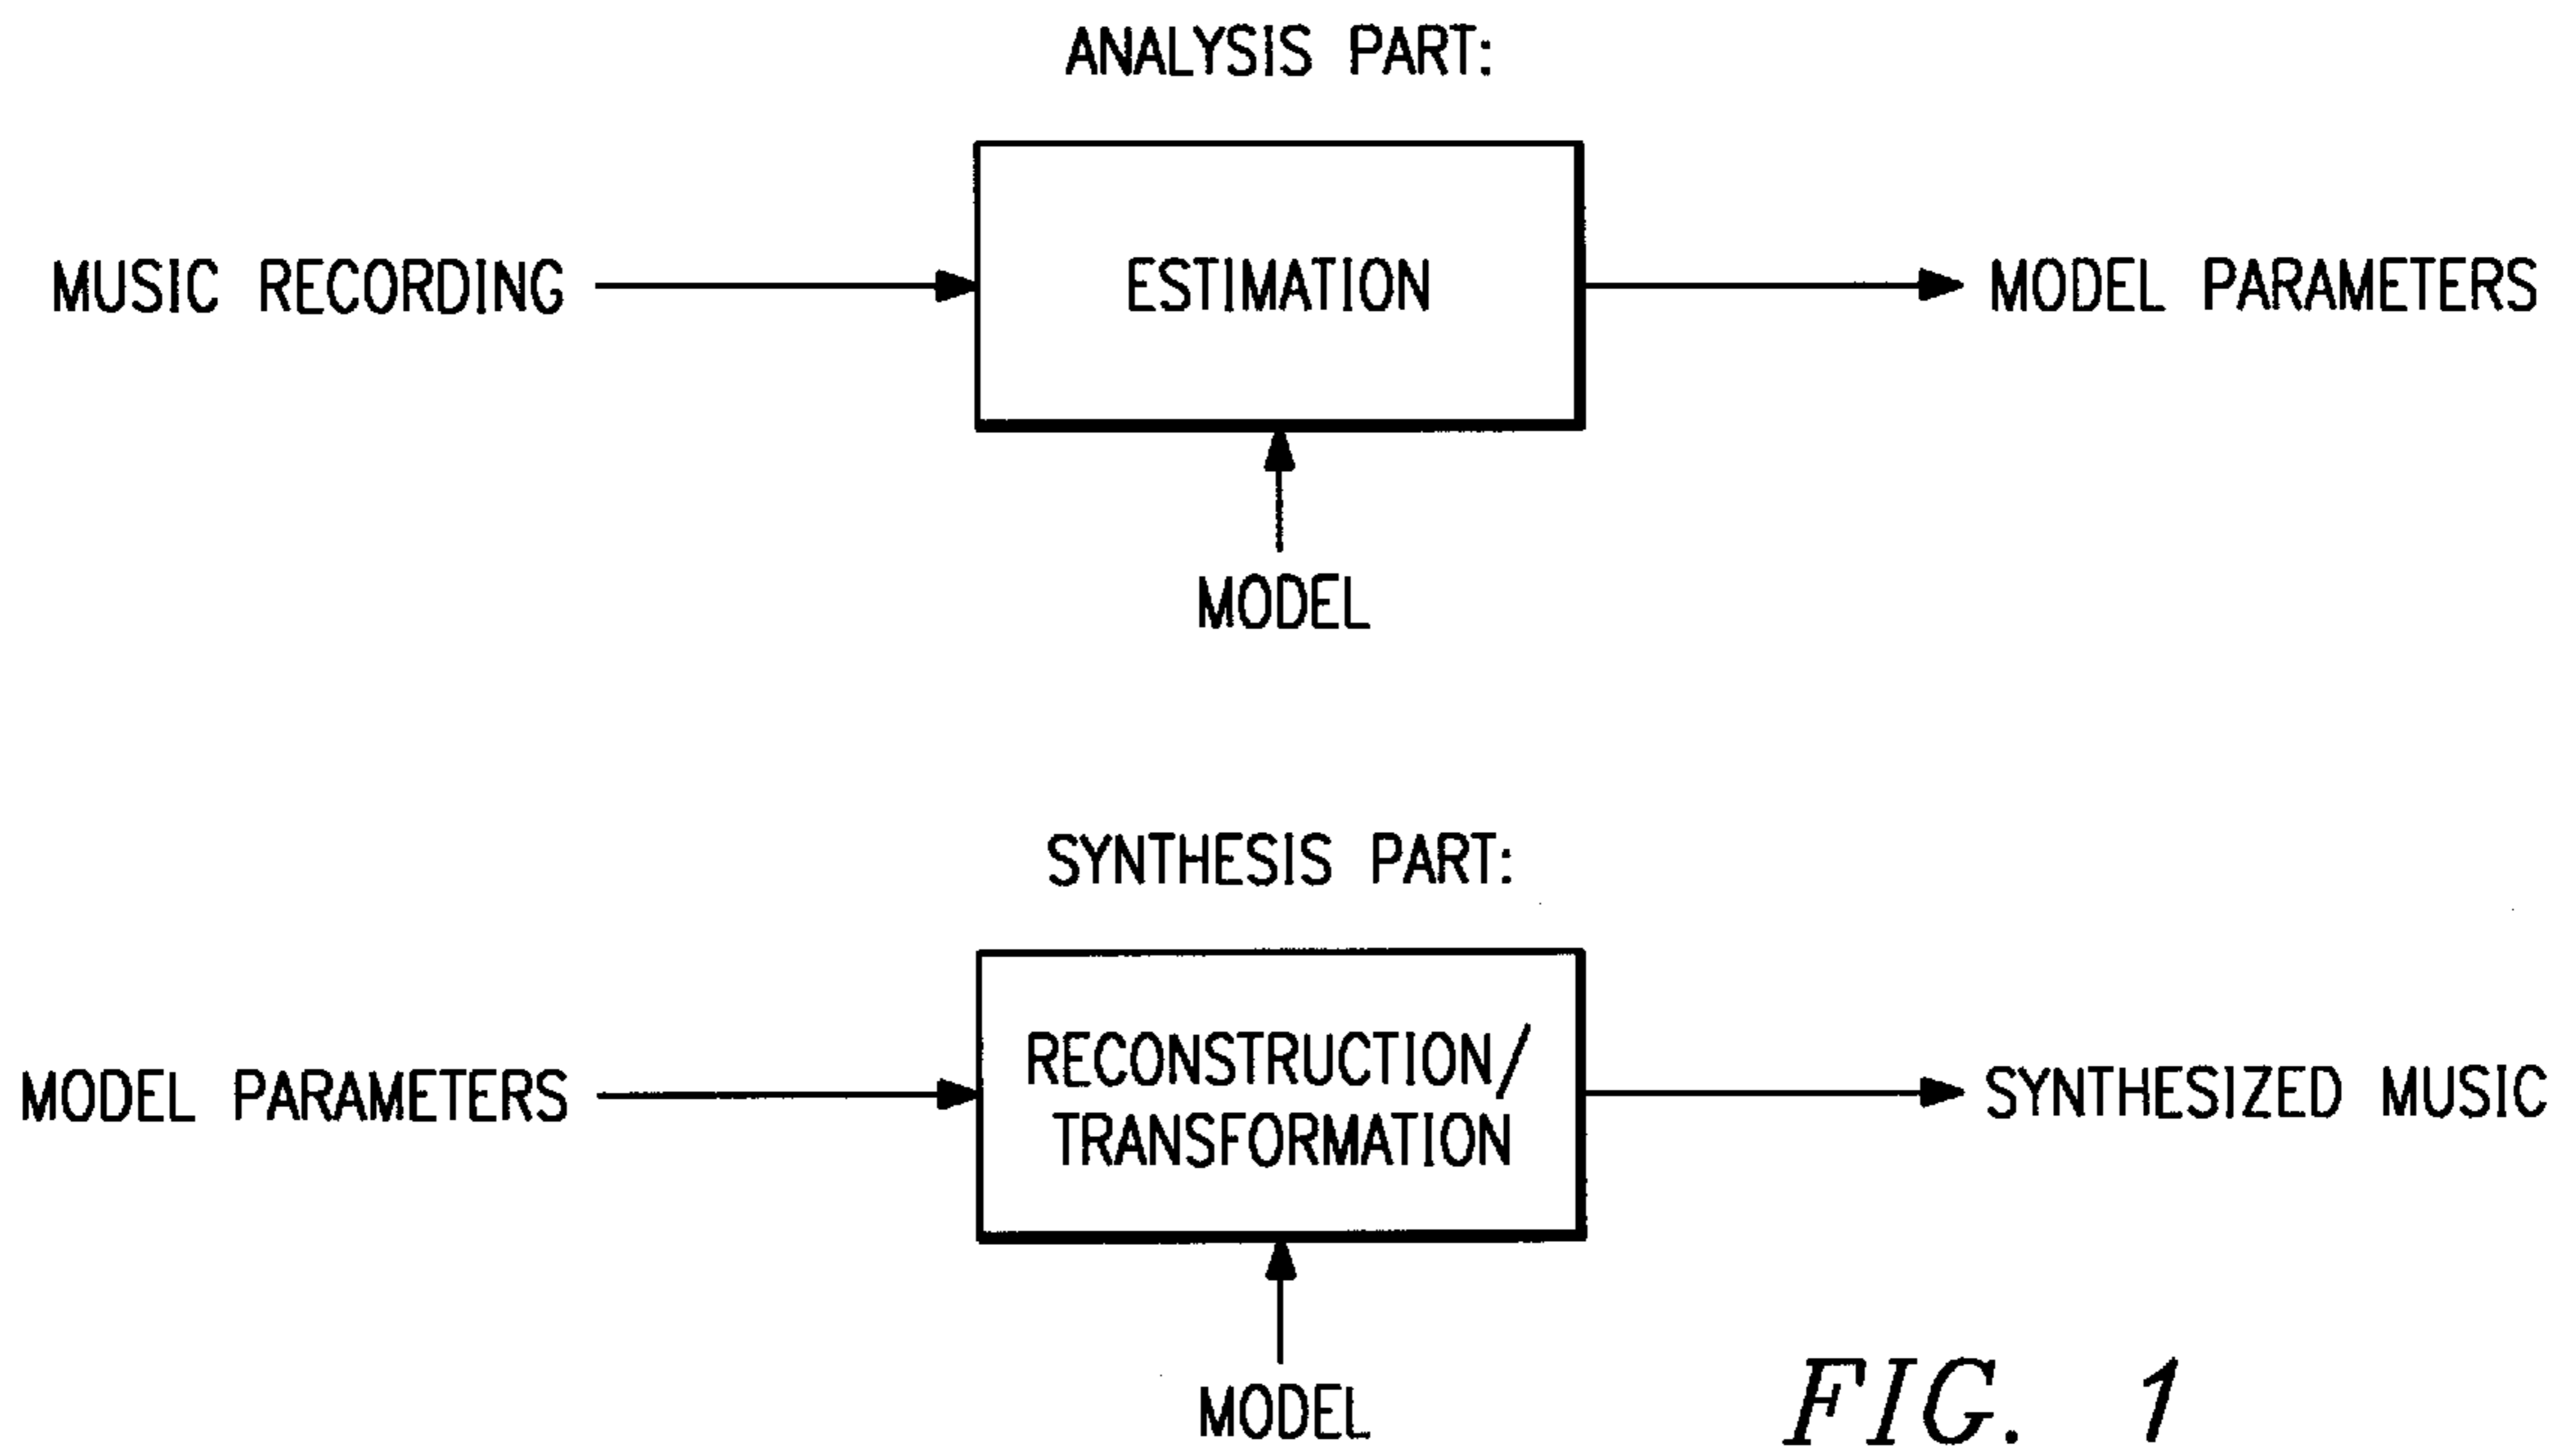 ANALYSIS PART:
MUSIC RECORDING
ESTIMATION
MODEL PARAMETERS
MODEL
SYNTHESIS PART:
MODEL PARAMETERS
RECONSTRUCTION/
TRANSFORMATION
SYNTHESIZED MUSIC
MODEL
FIG. 1